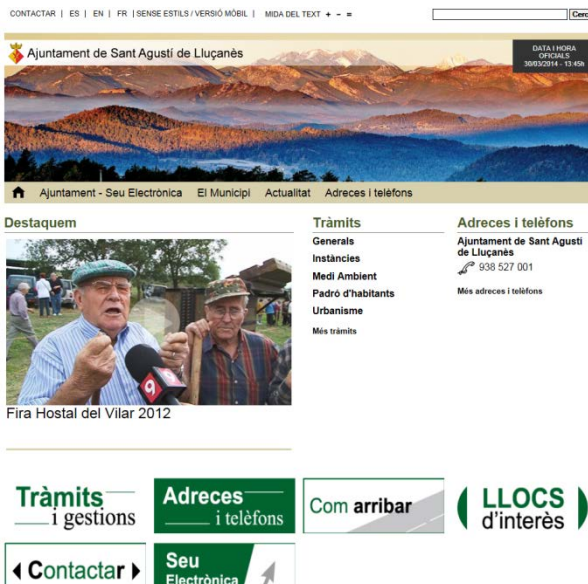 CONTACTAR | ES | EN | FR | SENSE ESTILS / VERSIÓ MÒBIL | MIDA DEL TEXT + - =
Cerc
Ajuntament de Sant Agustí de Lluçanès
DATA I HORA
OFICIALS
30/03/2014 - 13:45h
Ajuntament - Seu Electrònica El Municipi Actualitat Adreces i telèfons
Destaquem
9
Fira Hostal del Vilar 2012
Tràmits
Generals
Instàncies
Medi Ambient
Padró d'habitants
Urbanisme
Més tràmits
Adreces i telèfons
Ajuntament de Sant Agustí
de Lluçanès
938 527 001
Més adreces i telèfons
Tràmits
i gestions
Adreces
i telèfons
Com arribar
LLOCS
d'interès
Contactar
Seu
Electrònica